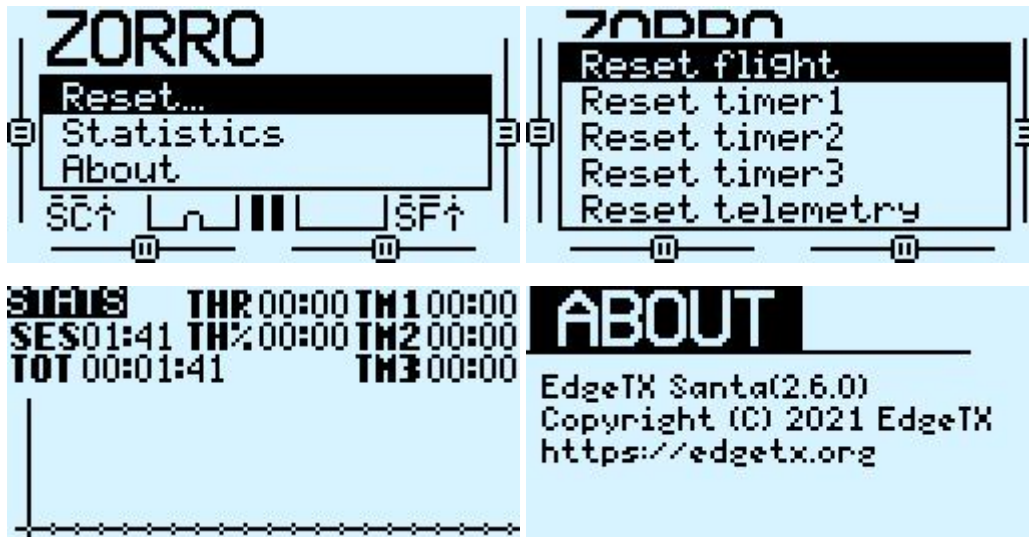 ZORRO
Reset...
Statistics
About
SC↑ SF↑
ZORRO
Reset flight
Reset timer1
Reset timer2
Reset timer3
Reset telemetry
STATS THR 00:00 TM1 00:00
SES01:41 TH% 00:00 TM2 00:00
TOT 00:01:41 TM3 00:00
ABOUT
EdgeTX Santa(2.6.0)
Copyright (C) 2021 EdgeTX
https://edgetx.org